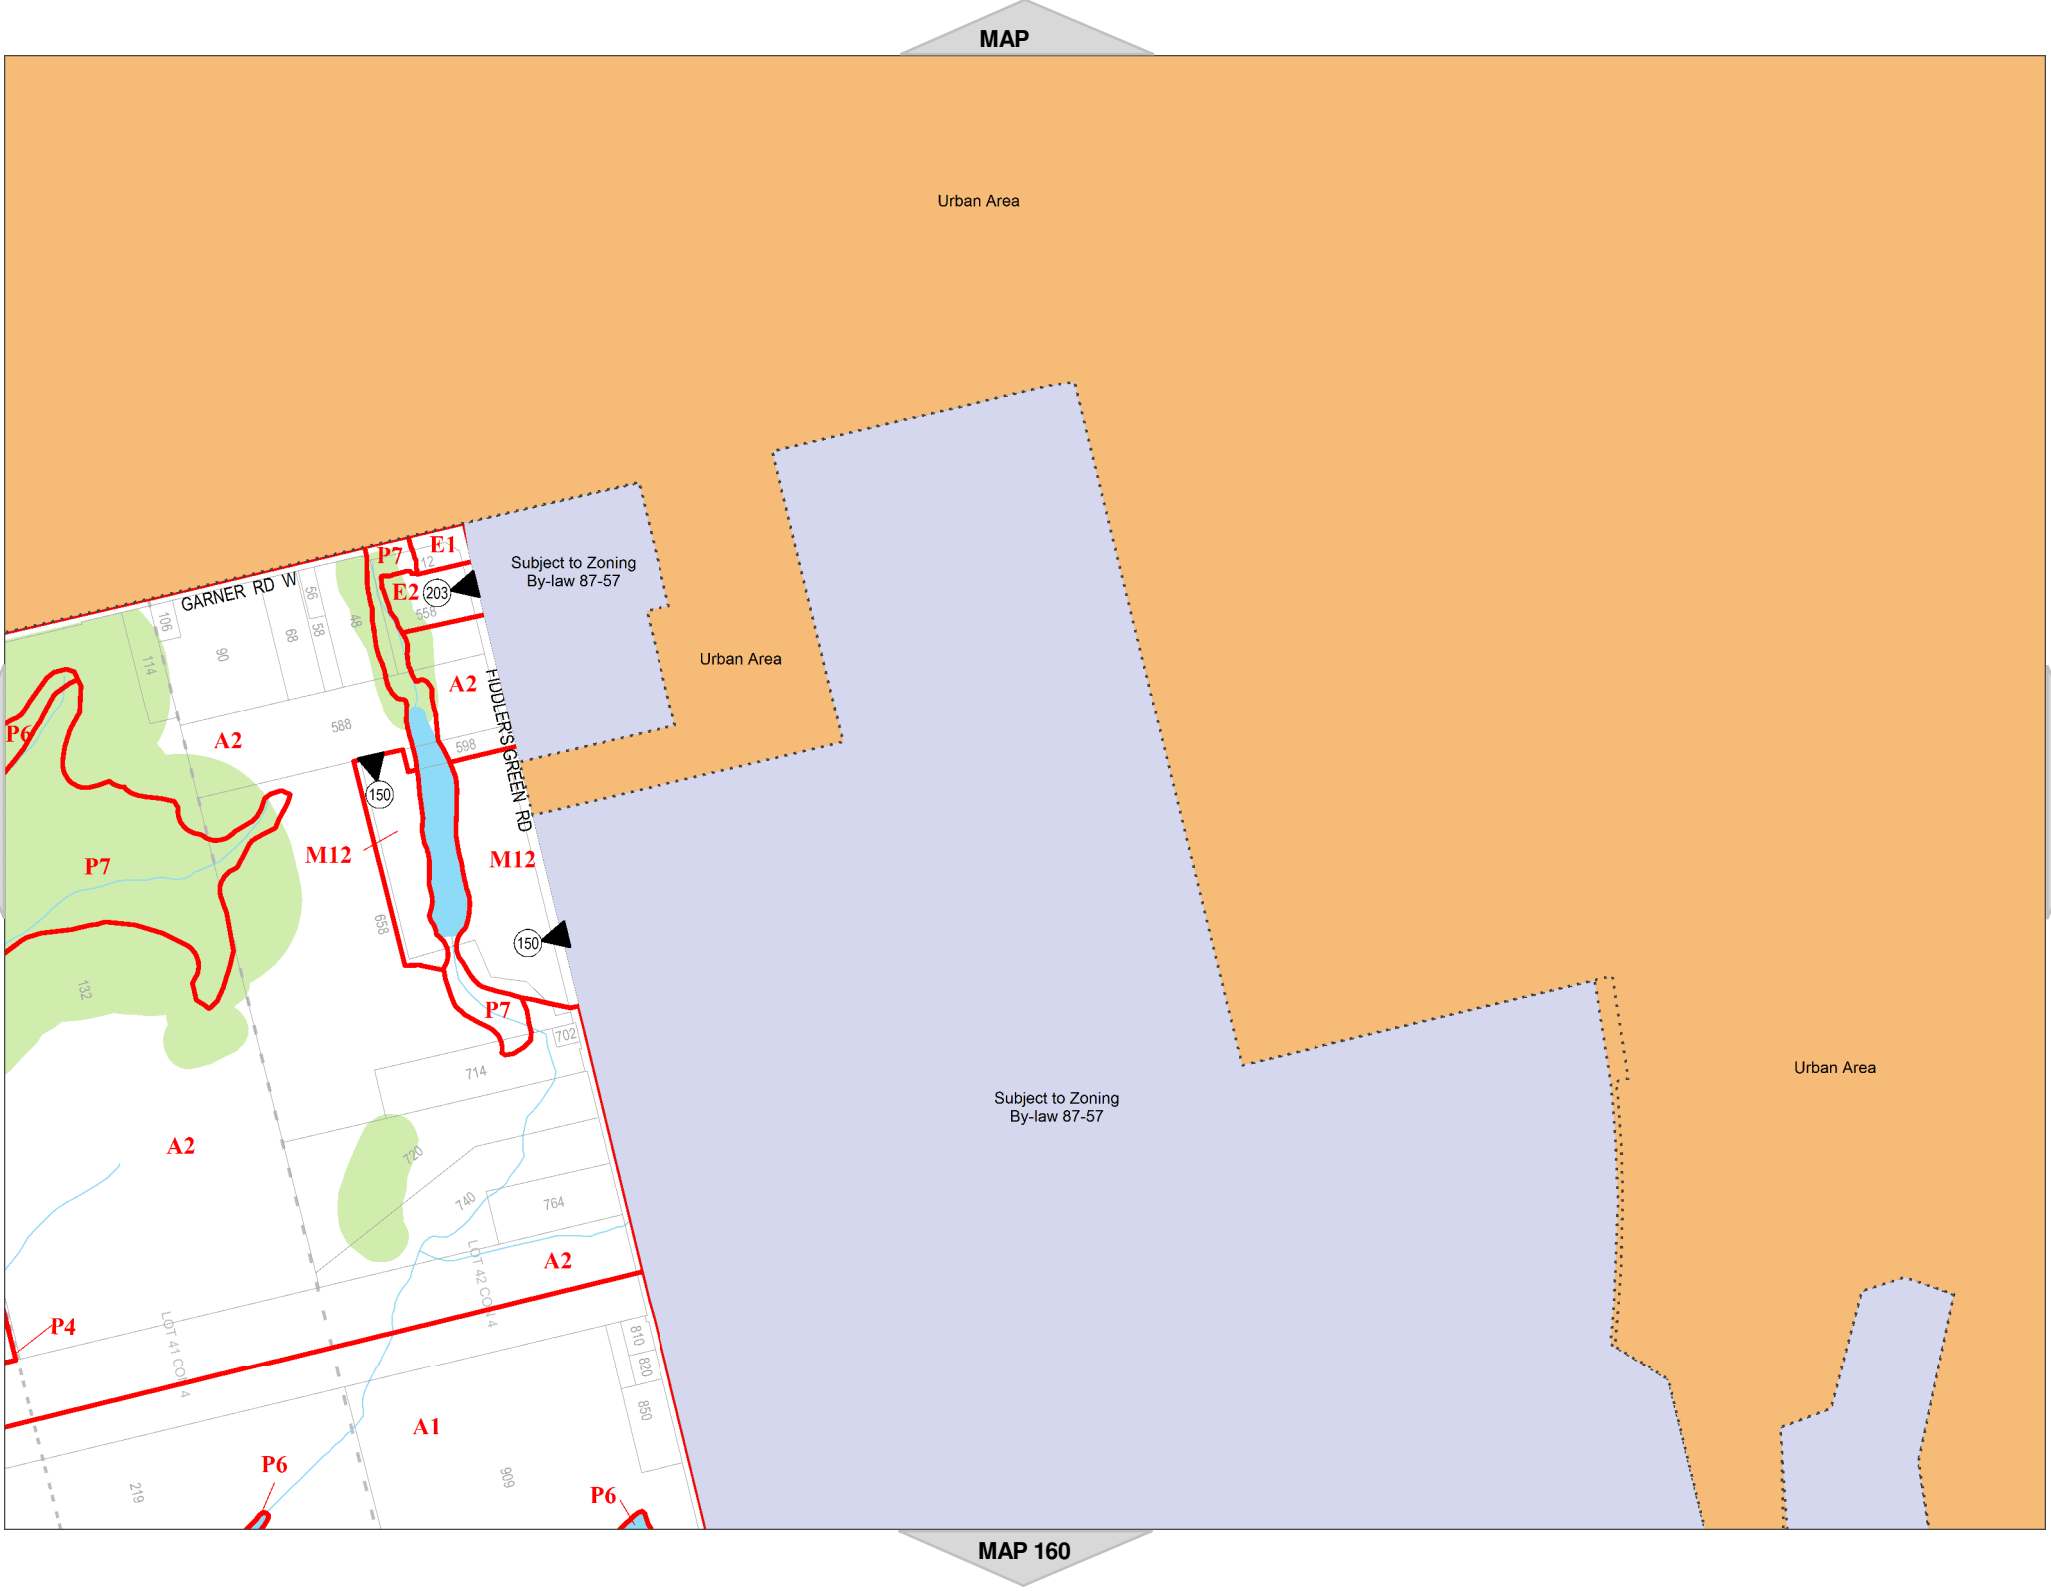 MAP
Urban Area
Subject to Zoning
By-law 87-57
P7
E1
12
E2
203
558
GARNER RD W
56
58
48
68
90
106
114
Urban Area
A2
FIDDLER'S GREEN RD
P6
A2
588
598
150
M12
M12
P7
658
150
132
P7
702
714
Subject to Zoning
By-law 87-57
Urban Area
A2
720
740
764
A2
LOT 42 CON 4
P4
LOT 41 CON 4
810
820
850
A1
P6
219
909
P6
MAP 160